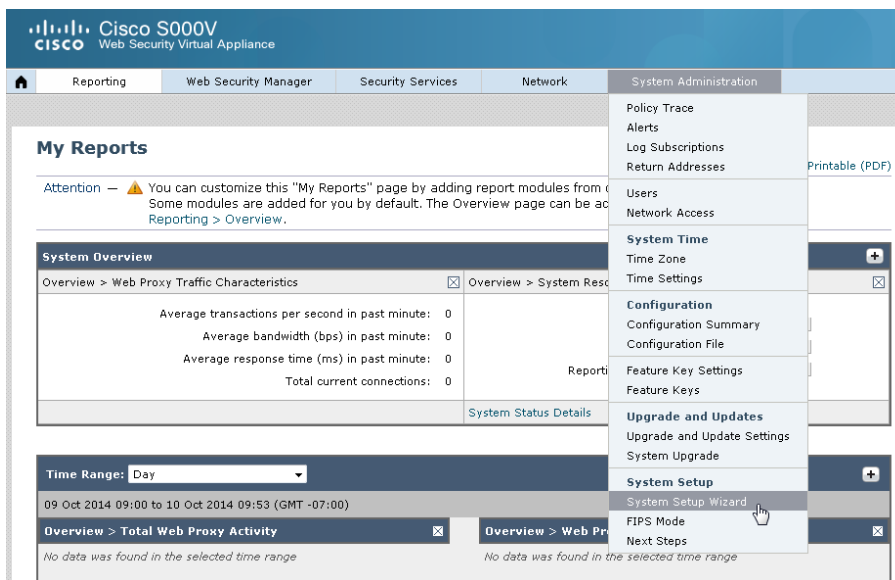 Cisco S000V
CISCO Web Security Virtual Appliance
Reporting Web Security Manager Security Services Network System Administration
My Reports
Printable (PDF)
Attention — You can customize this "My Reports" page by adding report modules from
Some modules are added for you by default. The Overview page can be ac
Reporting > Overview.
System Overview
Overview > Web Proxy Traffic Characteristics
Average transactions per second in past minute: 0
Average bandwidth (bps) in past minute: 0
Average response time (ms) in past minute: 0
Total current connections: 0
Overview > System Reso
Reporti
System Status Details
Time Range: Day
09 Oct 2014 09:00 to 10 Oct 2014 09:53 (GMT -07:00)
Overview > Total Web Proxy Activity
No data was found in the selected time range
Overview > Web Pr
No data was found in the selected time range
Policy Trace
Alerts
Log Subscriptions
Return Addresses
Users
Network Access
System Time
Time Zone
Time Settings
Configuration
Configuration Summary
Configuration File
Feature Key Settings
Feature Keys
Upgrade and Updates
Upgrade and Update Settings
System Upgrade
System Setup
System Setup Wizard
FIPS Mode
Next Steps